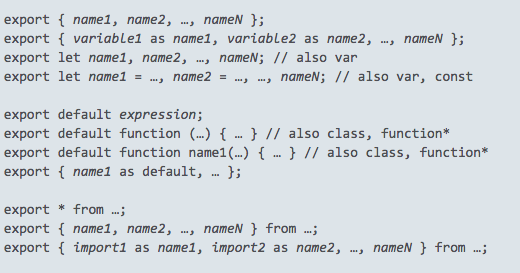 export { name1, name2, …, nameN };
export { variable1 as name1, variable2 as name2, …, nameN };
export let name1, name2, …, nameN; // also var
export let name1 = …, name2 = …, …, nameN; // also var, const
export default expression;
export default function (…) { … } // also class, function*
export default function name1(…) { … } // also class, function*
export { name1 as default, … };
export * from …;
export { name1, name2, …, nameN } from …;
export { import1 as name1, import2 as name2, …, nameN } from …;